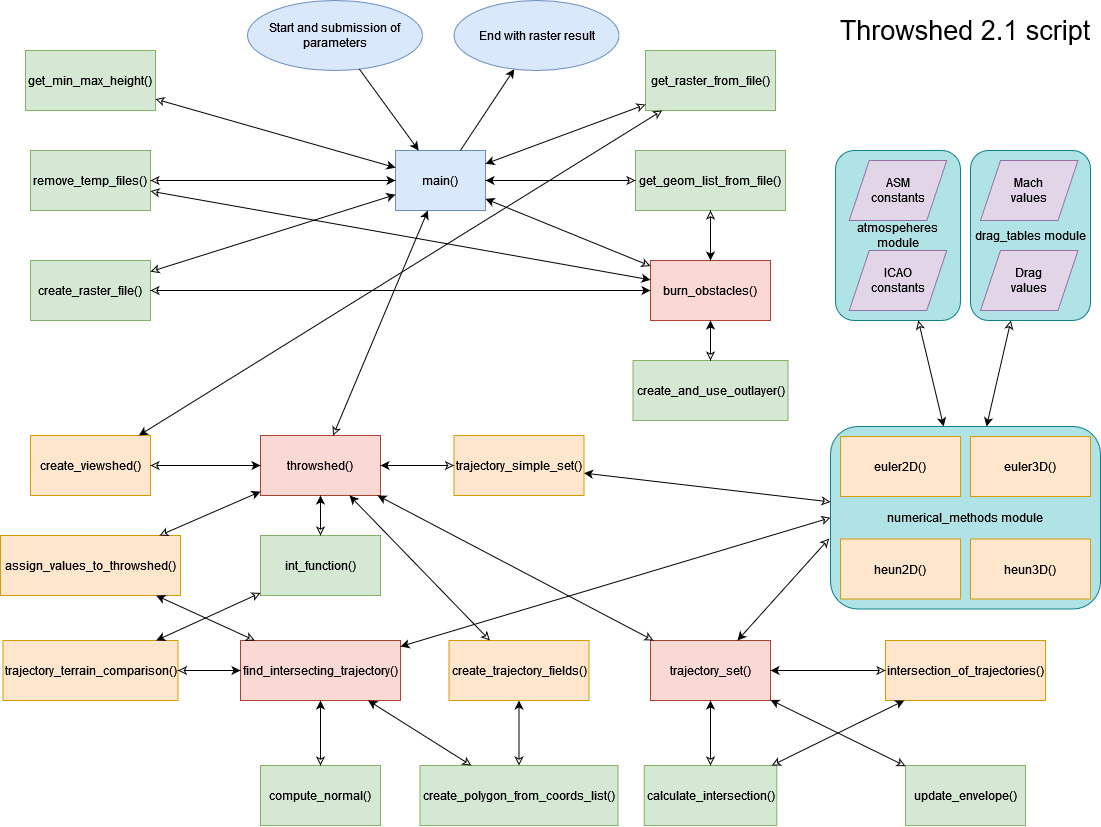 Throwshed 2.1 script
Start and submission of
parameters
End with raster result
get_min_max_height()
get_raster_from_file()
remove_temp_files()
main()
get_geom_list_from_file()
ASM
constants
atmospeheres
module
ICAO
constants
Mach
values
drag_tables module
Drag
values
create_raster_file()
burn_obstacles()
create_and_use_outlayer()
create_viewshed()
throwshed()
trajectory_simple_set()
euler2D()
euler3D()
numerical_methods module
heun2D()
heun3D()
assign_values_to_throwshed()
int_function()
trajectory_terrain_comparison()
find_intersecting_trajectory()
create_trajectory_fields()
trajectory_set()
intersection_of_trajectories()
compute_normal()
create_polygon_from_coords_list()
calculate_intersection()
update_envelope()